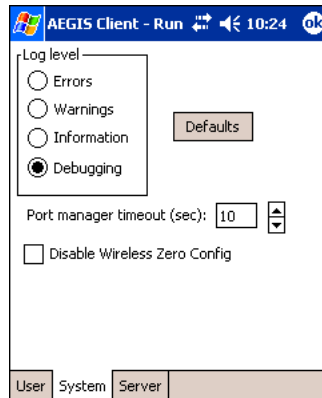 AEGIS Client - Run 10:24 ok
Log level
Errors
Warnings
Information
Debugging
Defaults
Port manager timeout (sec): 10
Disable Wireless Zero Config
User System Server